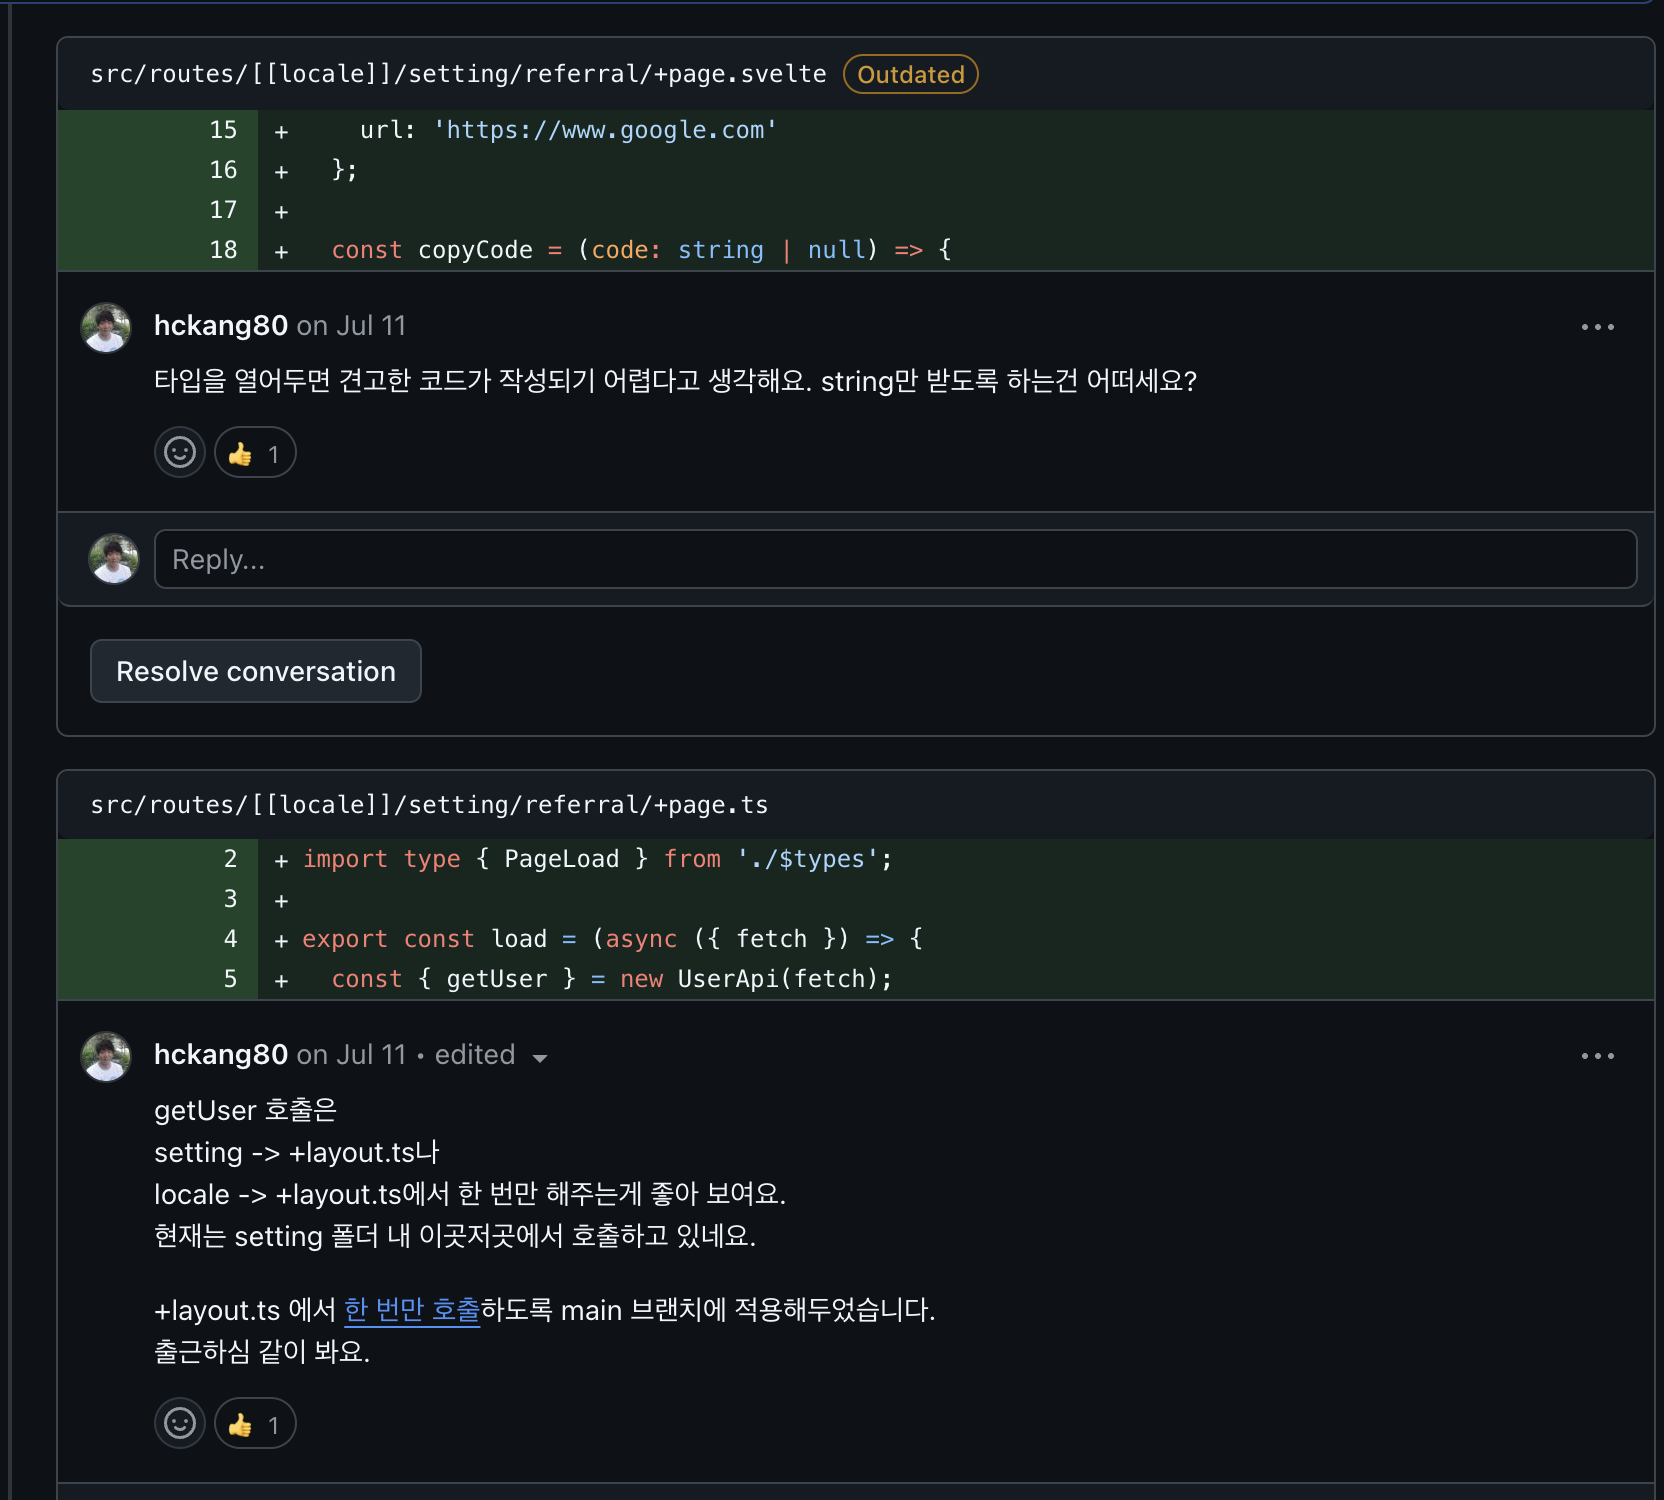 src/routes/[[locale]]/setting/referral/+page.svelte Outdated
15 + url: 'https://www.google.com'
16 + };
17 +
18 + const copyCode = (code: string | null) => {
hckang80 on Jul 11
타입을 열어두면 견고한 코드가 작성되기 어렵다고 생각해요. string만 받도록 하는건 어떠세요?
👍 1
Reply...
Resolve conversation
src/routes/[[locale]]/setting/referral/+page.ts
2 + import type { PageLoad } from './$types';
3 +
4 + export const load = (async ({ fetch }) => {
5 + const { getUser } = new UserApi(fetch);
hckang80 on Jul 11 • edited
getUser 호출은
setting -> +layout.ts나
locale -> +layout.ts에서 한 번만 해주는게 좋아 보여요.
현재는 setting 폴더 내 이곳저곳에서 호출하고 있네요.
+layout.ts 에서 한 번만 호출하도록 main 브랜치에 적용해두었습니다.
출근하심 같이 봐요.
👍 1